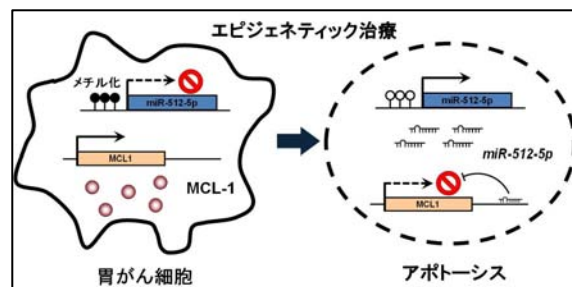 エピジェネティック治療
メチル化
miR-512-5p
MCL1
MCL-1
胃がん細胞
miR-512-5p
miR-512-5p
MCL1
アポトーシス